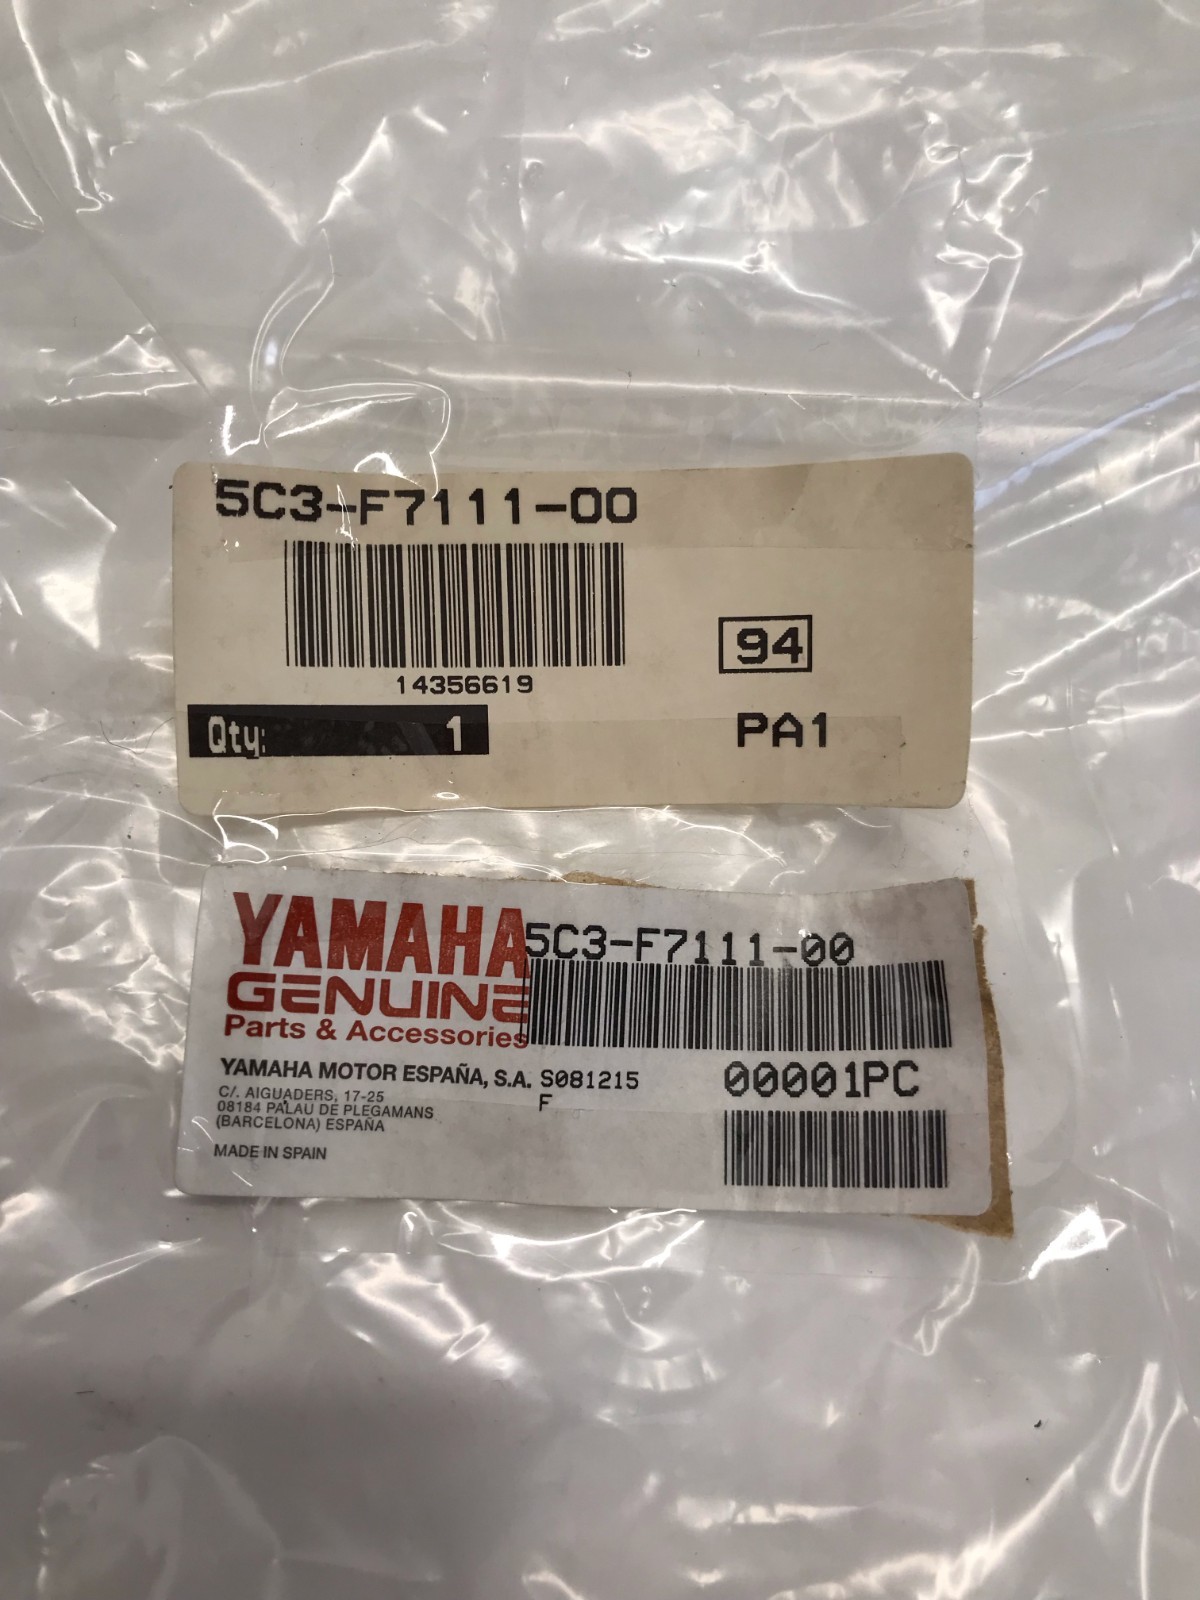 5C3-F7111-00
14356619
94
Qty: 1
PA1
YAMAHA
GENUINE
Parts & Accessories
5C3-F7111-00
YAMAHA MOTOR ESPAÑA, S.A.
S081215
F
00001PC
C/. AIGUADERS, 17-25
08184 PALAU DE PLEGAMANS
(BARCELONA) ESPAÑA
MADE IN SPAIN